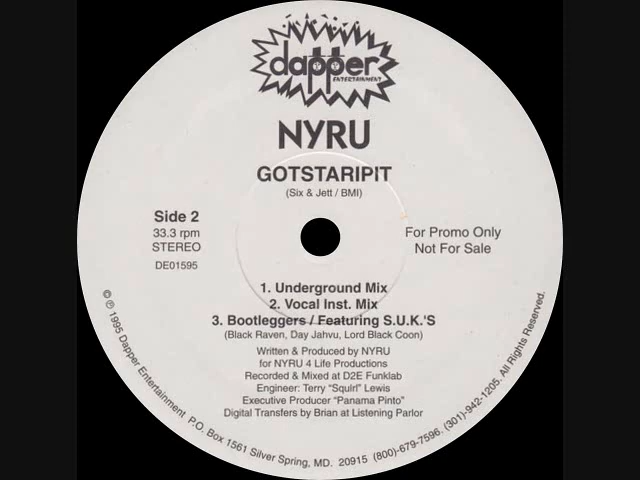 dapper
ENTERTAINMENT
NYRU
GOTSTARIPIT
(Six & Jett / BMI)
Side 2
33.3 rpm
STEREO
DE01595
For Promo Only
Not For Sale
1. Underground Mix
2. Vocal Inst. Mix
3. Bootleggers / Featuring S.U.K.'S
(Black Raven, Day Jahvu, Lord Black Coon)
Written & Produced by NYRU
for NYRU 4 Life Productions
Recorded & Mixed at D2E Funklab
Engineer: Terry "Squirl" Lewis
Executive Producer "Panama Pinto"
Digital Transfers by Brian at Listening Parlor
© ℗ 1995 Dapper Entertainment P.O. Box 1561 Silver Spring, MD. 20915 (800)-679-7596, (301)-942-1205. All Rights Reserved.